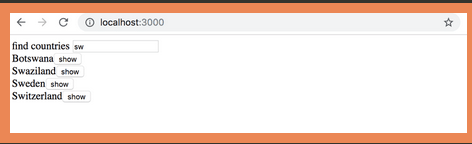 localhost:3000
find countries sw
Botswana show
Swaziland show
Sweden show
Switzerland show